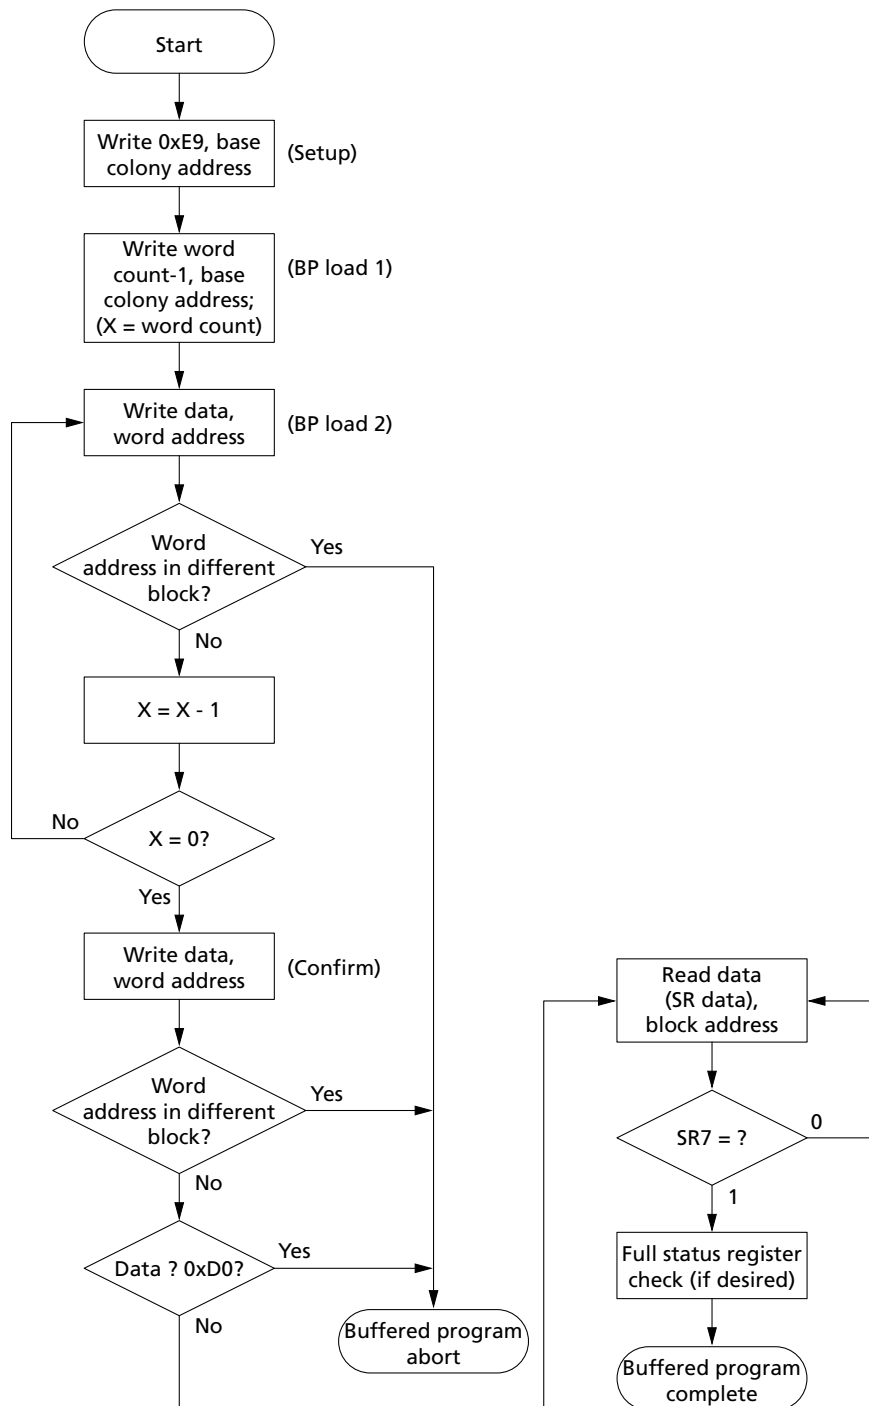 Start
Write 0xE9, base
colony address
(Setup)
Write word
count-1, base
colony address;
(X = word count)
(BP load 1)
Write data,
word address
(BP load 2)
Word
address in different
block?
Yes
No
X = X - 1
No
X = 0?
Yes
Write data,
word address
(Confirm)
Word
address in different
block?
Yes
No
Data ? 0xD0?
Yes
No
Buffered program
abort
Read data
(SR data),
block address
SR7 = ?
0
1
Full status register
check (if desired)
Buffered program
complete